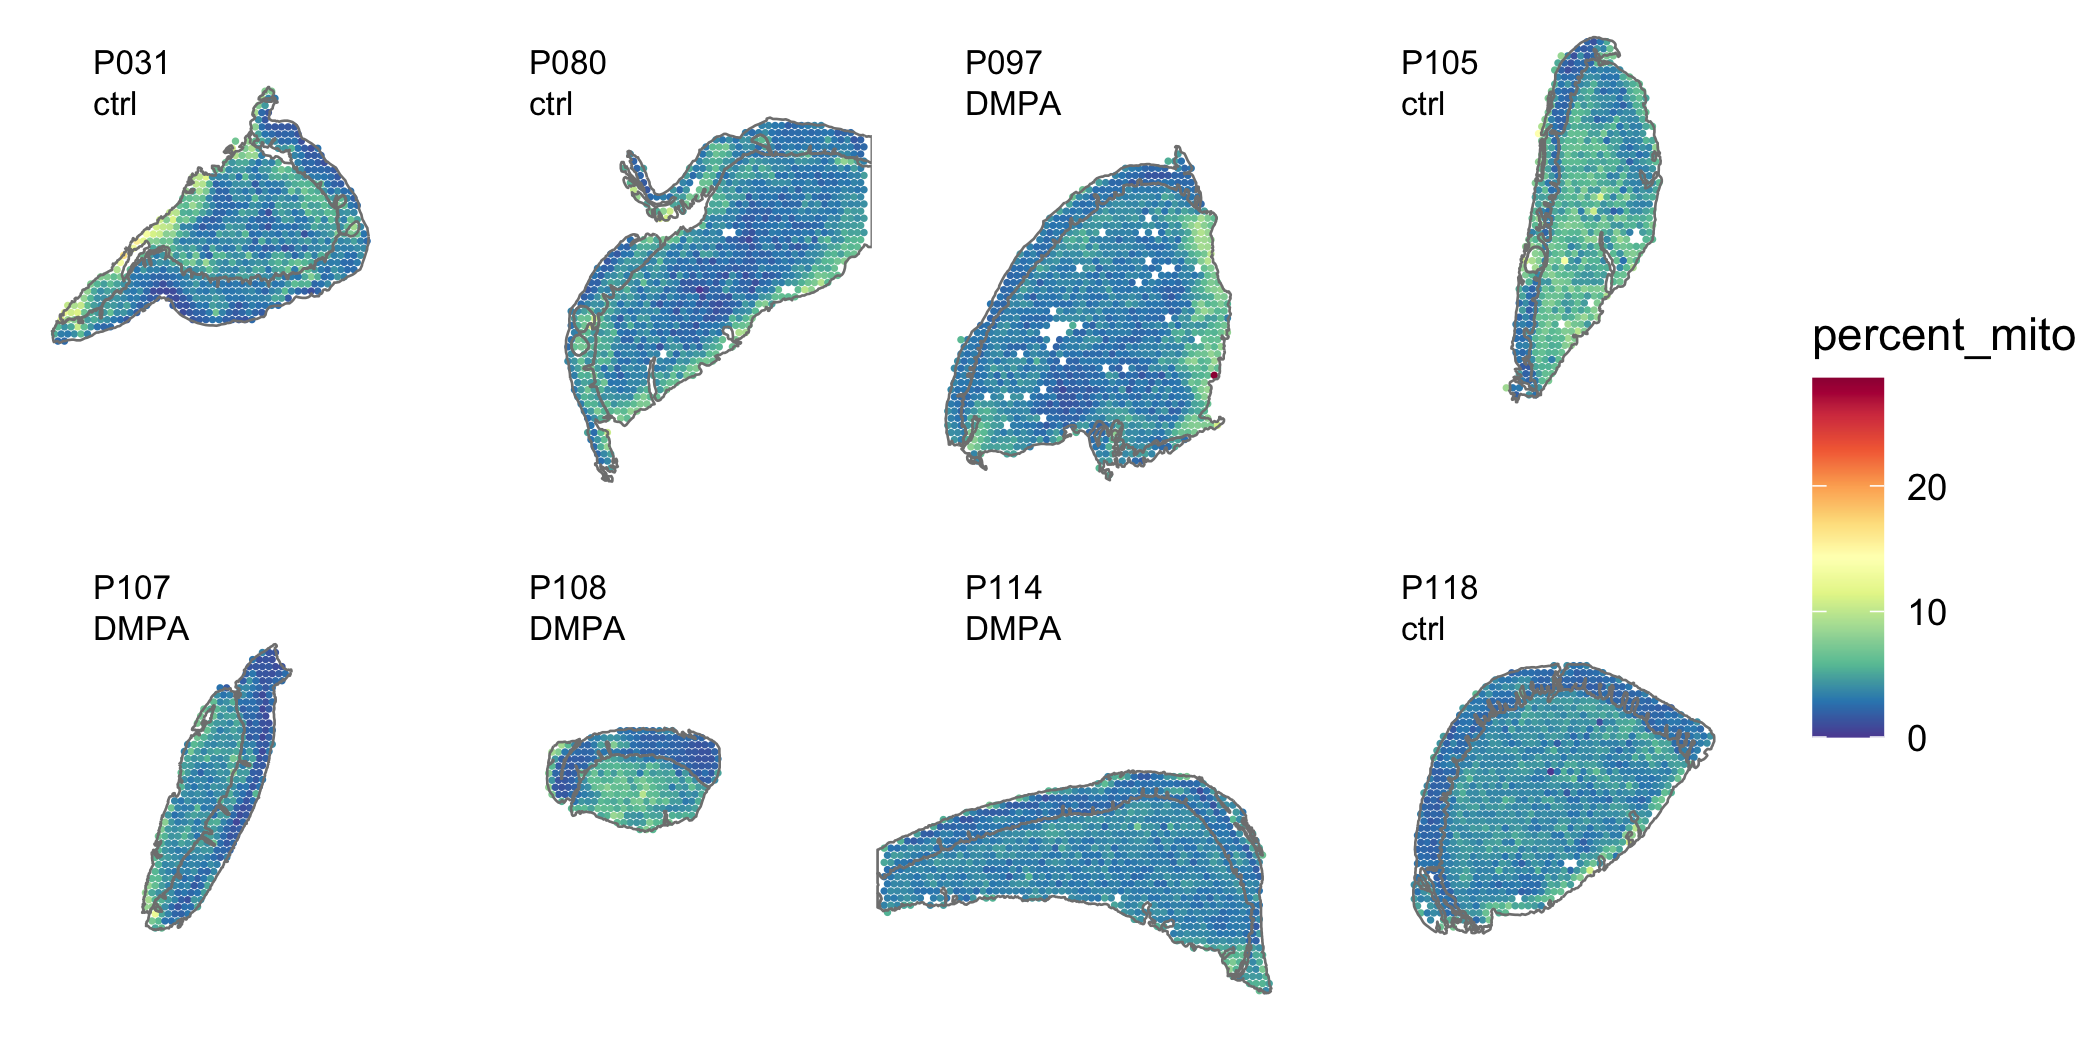 P031
ctrl
P080
ctrl
P097
DMPA
P105
ctrl
percent_mito
20
10
0
P107
DMPA
P108
DMPA
P114
DMPA
P118
ctrl